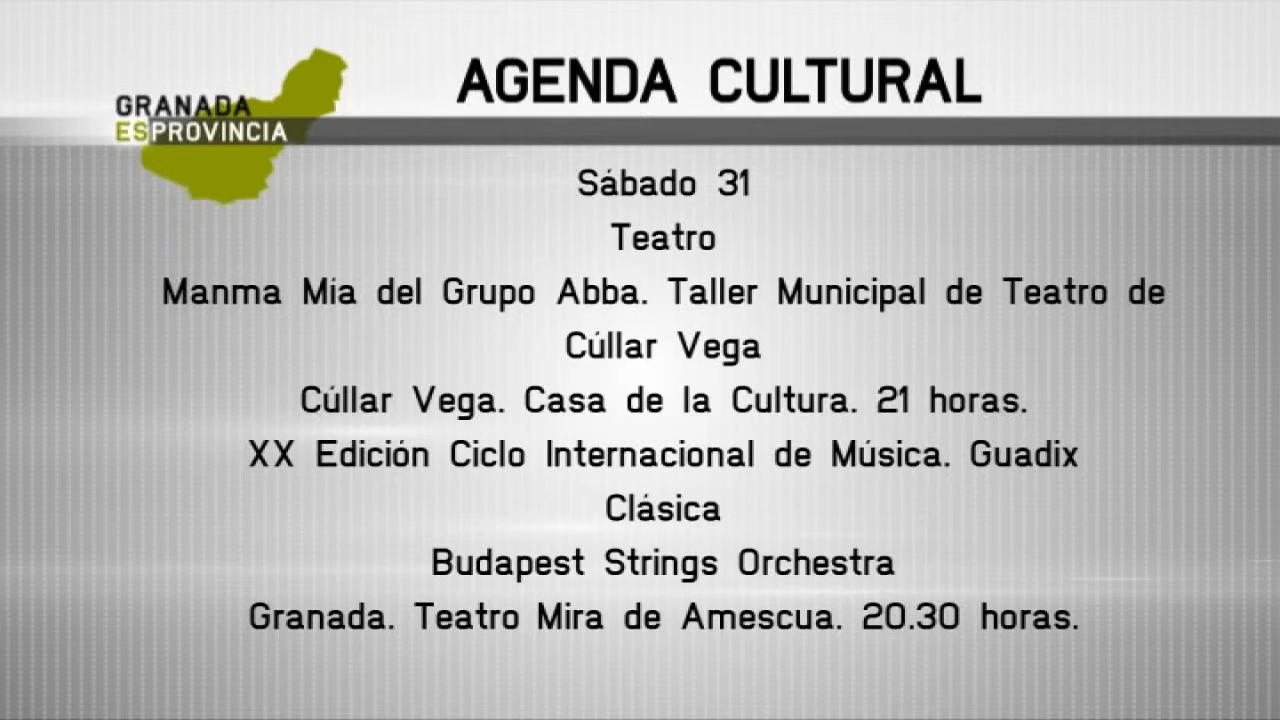 AGENDA CULTURAL
GRANADA
ESPROVINCIA
Sábado 31
Teatro
Manma Mía del Grupo Abba. Taller Municipal de Teatro de
Cúllar Vega
Cúllar Vega. Casa de la Cultura. 21 horas.
XX Edición Ciclo Internacional de Música. Guadix
Clásica
Budapest Strings Orchestra
Granada. Teatro Mira de Amescua. 20.30 horas.